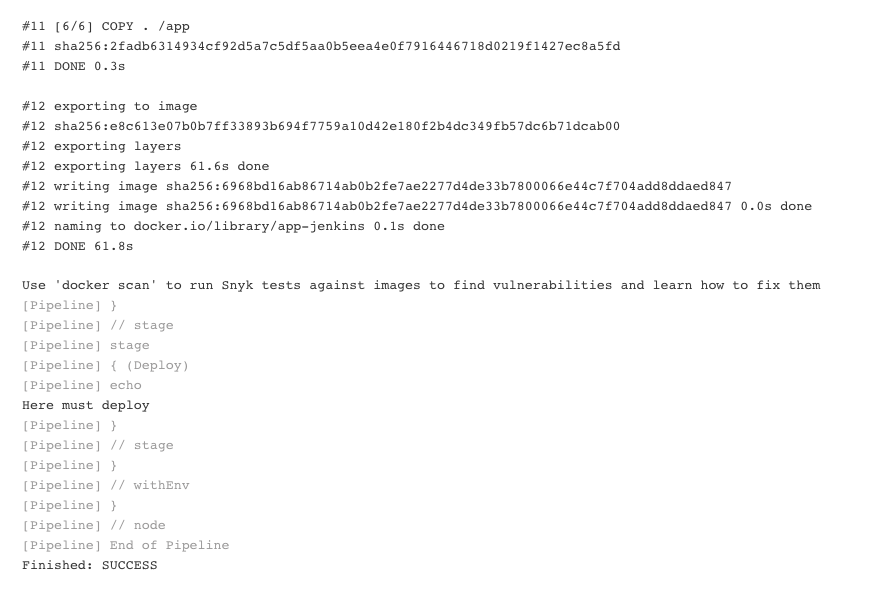 #11 [6/6] COPY . /app
#11 sha256:2fadb6314934cf92d5a7c5df5aa0b5eea4e0f7916446718d0219f1427ec8a5fd
#11 DONE 0.3s

#12 exporting to image
#12 sha256:e8c613e07b0b7ff33893b694f7759a10d42e180f2b4dc349fb57dc6b71dcab00
#12 exporting layers
#12 exporting layers 61.6s done
#12 writing image sha256:6968bd16ab86714ab0b2fe7ae2277d4de33b7800066e44c7f704add8ddaed847
#12 writing image sha256:6968bd16ab86714ab0b2fe7ae2277d4de33b7800066e44c7f704add8ddaed847 0.0s done
#12 naming to docker.io/library/app-jenkins 0.1s done
#12 DONE 61.8s

Use 'docker scan' to run Snyk tests against images to find vulnerabilities and learn how to fix them
[Pipeline] }
[Pipeline] // stage
[Pipeline] stage
[Pipeline] { (Deploy)
[Pipeline] echo
Here must deploy
[Pipeline] }
[Pipeline] // stage
[Pipeline] }
[Pipeline] // withEnv
[Pipeline] }
[Pipeline] // node
[Pipeline] End of Pipeline
Finished: SUCCESS